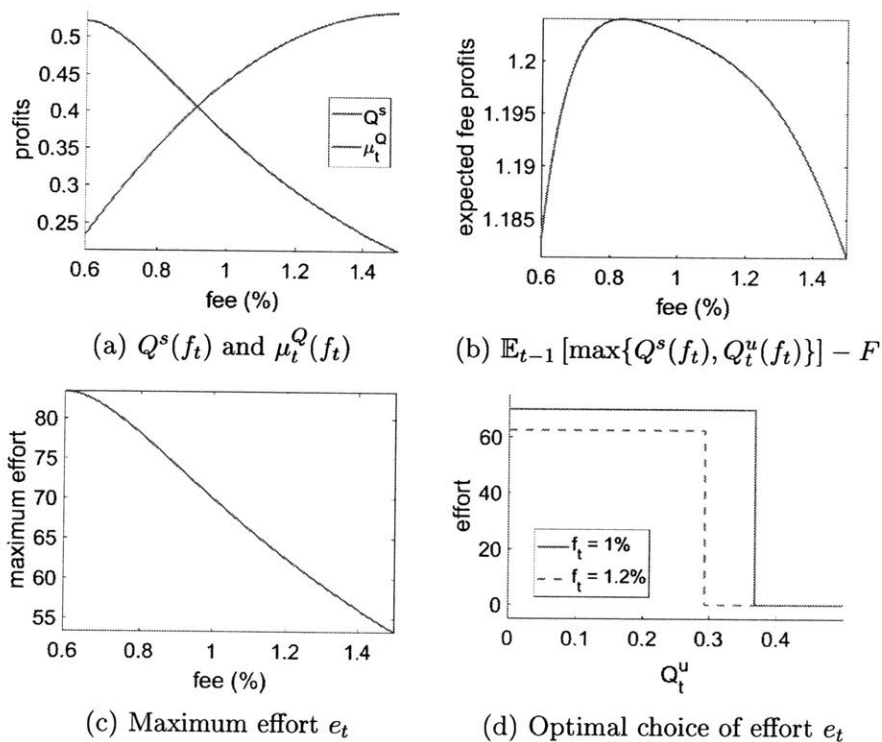 profits
0.5
0.45
0.4
0.35
0.3
0.25
0.6 0.8 1 1.2 1.4
fee (%)
Q^s
μ_t^Q
(a) Q^s(f_t) and μ_t^Q(f_t)
expected fee profits
1.2
1.195
1.19
1.185
0.6 0.8 1 1.2 1.4
fee (%)
(b) 𝔼_{t−1} [max{Q^s(f_t), Q_t^u(f_t)}] − F
maximum effort
80
75
70
65
60
55
0.6 0.8 1 1.2 1.4
fee (%)
(c) Maximum effort e_t
effort
60
40
20
0
f_t = 1%
f_t = 1.2%
0 0.1 0.2 0.3 0.4
Q_t^u
(d) Optimal choice of effort e_t